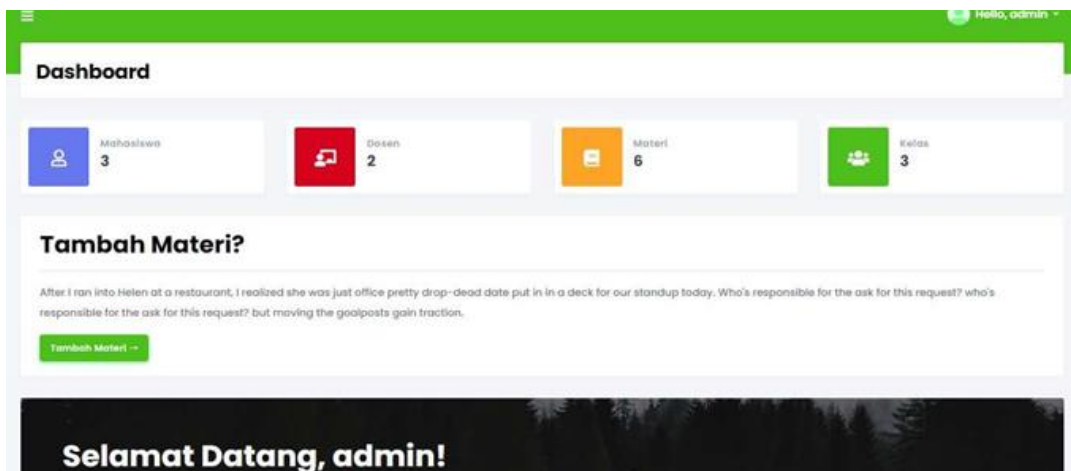 Hello, admin
Dashboard
Mahasiswa
3
Dosen
2
Materi
6
Kelas
3
Tambah Materi?
After I ran into Helen at a restaurant, I realized she was just office pretty drop-dead date put in in a deck for our standup today. Who's responsible for the ask for this request? who's
responsible for the ask for this request? but moving the goalposts gain traction.
Tambah Materi →
Selamat Datang, admin!